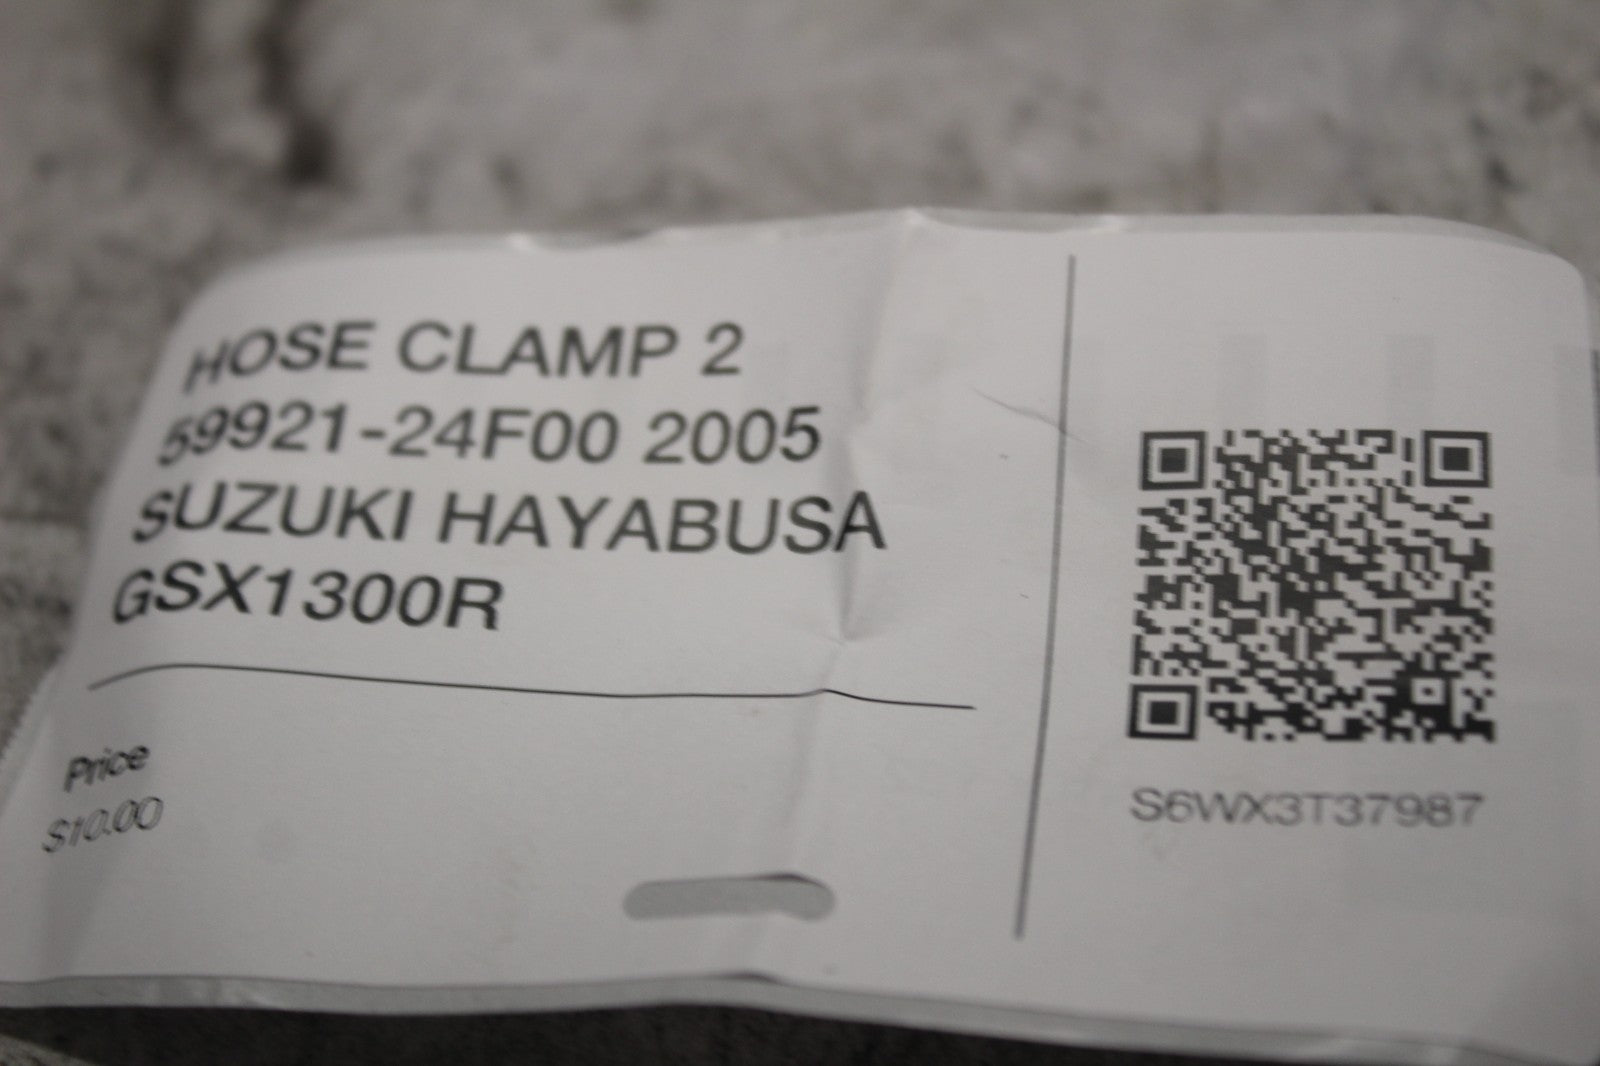 HOSE CLAMP 2
59921-24F00 2005
SUZUKI HAYABUSA
GSX1300R
Price
$10.00
S6WX3T37987